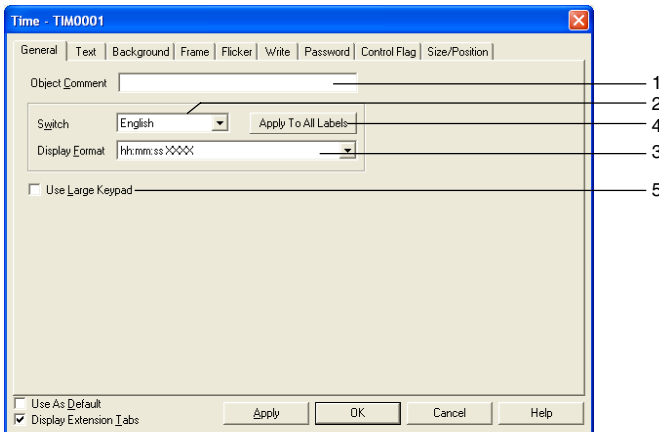 Time - TIM0001
General Text Background Frame Flicker Write Password Control Flag Size/Position
Object Comment 1
2
Switch English Apply To All Labels 4
Display Format hh:mm:ss XXXX 3
Use Large Keypad 5
Use As Default
Display Extension Tabs
Apply OK Cancel Help